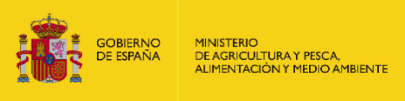 GOBIERNO
DE ESPAÑA
MINISTERIO
DE AGRICULTURA Y PESCA,
ALIMENTACIÓN Y MEDIO AMBIENTE